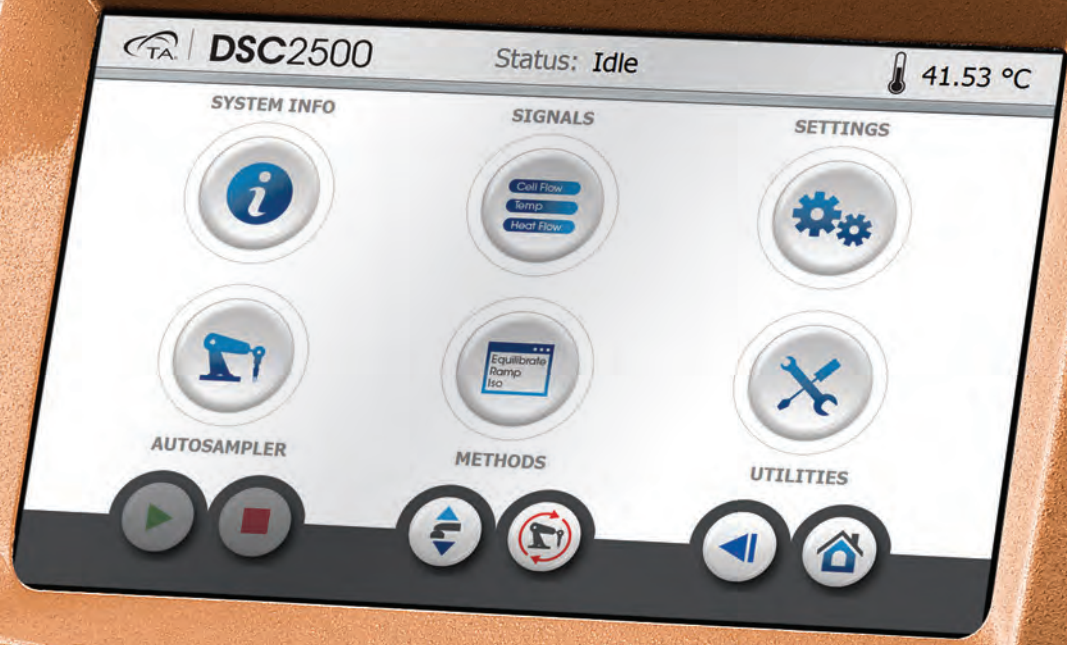 TA. DSC2500 Status: Idle 41.53 °C
SYSTEM INFO SIGNALS SETTINGS
Cell Flow
Temp
Heat Flow
Equilibrate
Ramp
Iso
AUTOSAMPLER METHODS UTILITIES